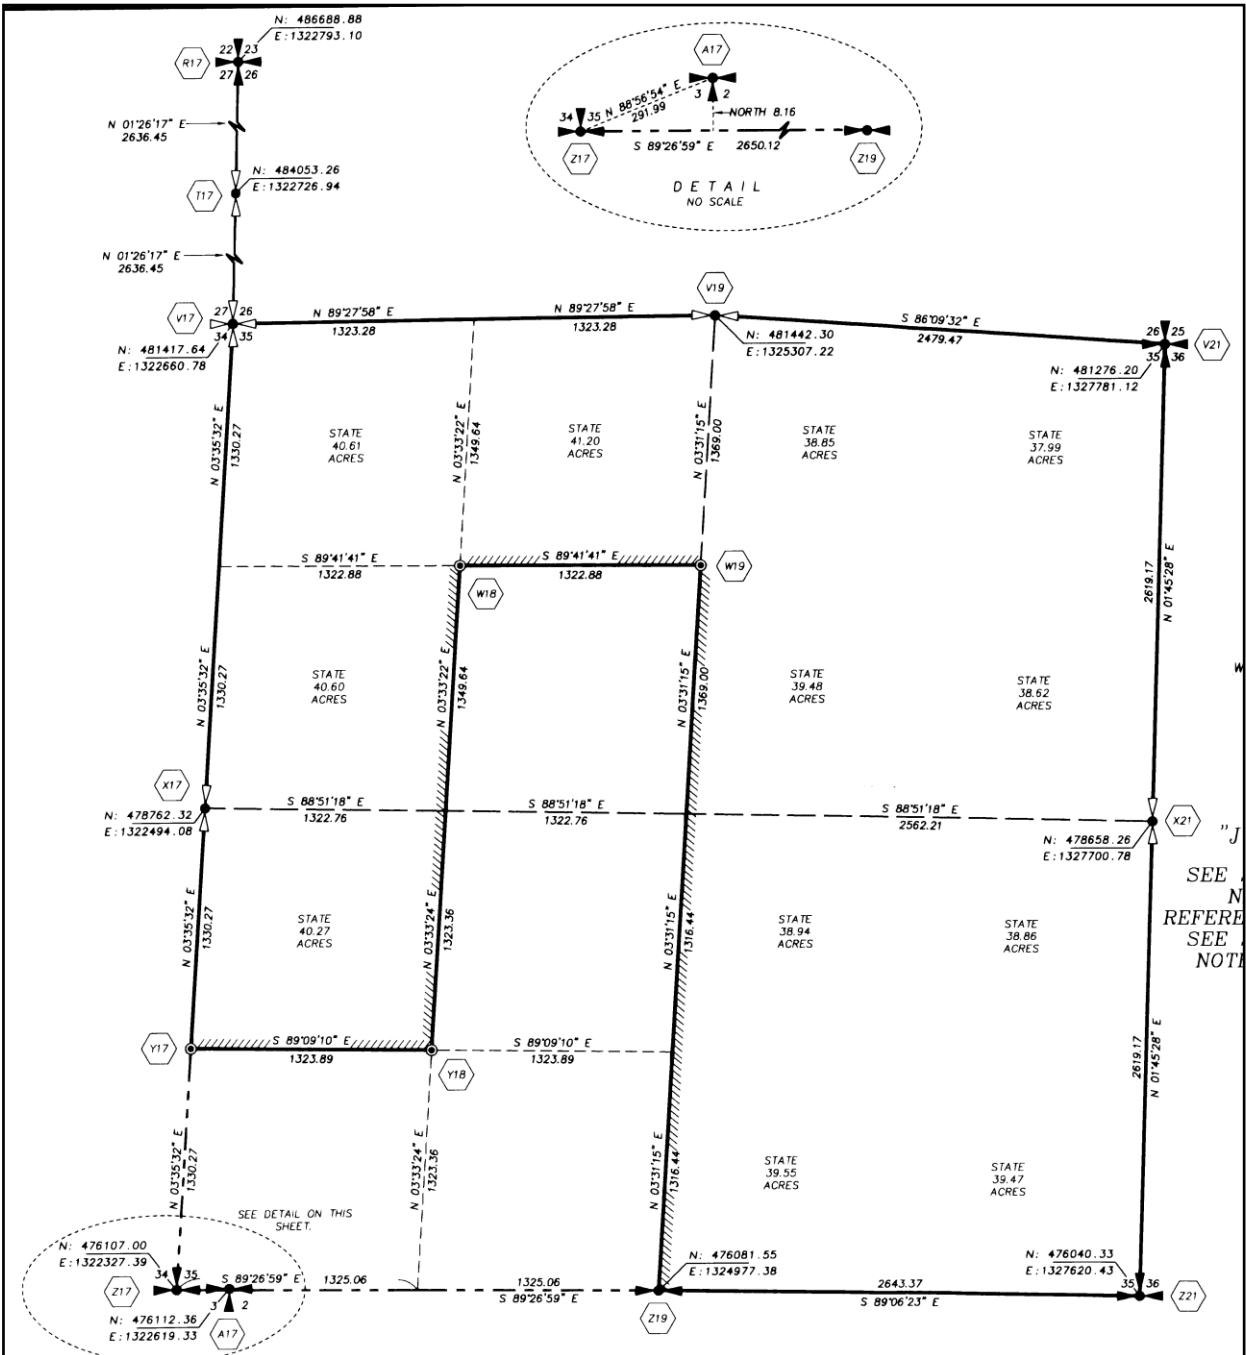 N: 486688.88
E:1322793.10
22 23
R17
27 26
N 01°26'17" E
2636.45
N: 484053.26
E:1322726.94
T17
N 01°26'17" E
2636.45
A17
3 2
34 35
N 88°56'54" E
291.99
NORTH 8.16
S 89°26'59" E 2650.12
Z17
Z19
DETAIL
NO SCALE
V17
27 26
34 35
N: 481417.64
E:1322660.78
N 89°27'58" E
1323.28
N 89°27'58" E
1323.28
V19
N: 481442.30
E:1325307.22
S 86°09'32" E
2479.47
26 25
35 36
V21
N: 481276.20
E:1327781.12
N 03°35'32" E
1330.27
STATE
40.61
ACRES
N 03°33'22" E
1349.64
STATE
41.20
ACRES
N 03°31'15" E
1369.00
STATE
38.85
ACRES
STATE
37.99
ACRES
S 89°41'41" E
1322.88
S 89°41'41" E
1322.88
W18
W19
2619.17
N 01°45'28" E
N 03°35'32" E
1330.27
STATE
40.60
ACRES
N 03°33'22" E
1349.64
N 03°31'15" E
1369.00
STATE
39.48
ACRES
STATE
38.62
ACRES
W
X17
N: 478762.32
E:1322494.08
S 88°51'18" E
1322.76
S 88°51'18" E
1322.76
S 88°51'18" E
2562.21
X21
N: 478658.26
E:1327700.78
"J
SEE
N
REFERE
SEE
NOTE
N 03°35'32" E
1330.27
STATE
40.27
ACRES
N 03°33'24" E
1323.36
N 03°31'15" E
1316.44
STATE
38.94
ACRES
STATE
38.86
ACRES
Y17
S 89°09'10" E
1323.89
S 89°09'10" E
1323.89
Y18
2619.17
N 01°45'28" E
N 03°35'32" E
1330.27
N 03°33'24" E
1323.36
N 03°31'15" E
1316.44
STATE
39.55
ACRES
STATE
39.47
ACRES
SEE DETAIL ON THIS
SHEET.
N: 476107.00
E:1322327.39
34 35
Z17
S 89°26'59" E
1325.06
1325.06
S 89°26'59" E
3 2
N: 476112.36
E:1322619.33
A17
N: 476081.55
E:1324977.38
Z19
2643.37
S 89°06'23" E
N: 476040.33
E:1327620.43
35 36
Z21